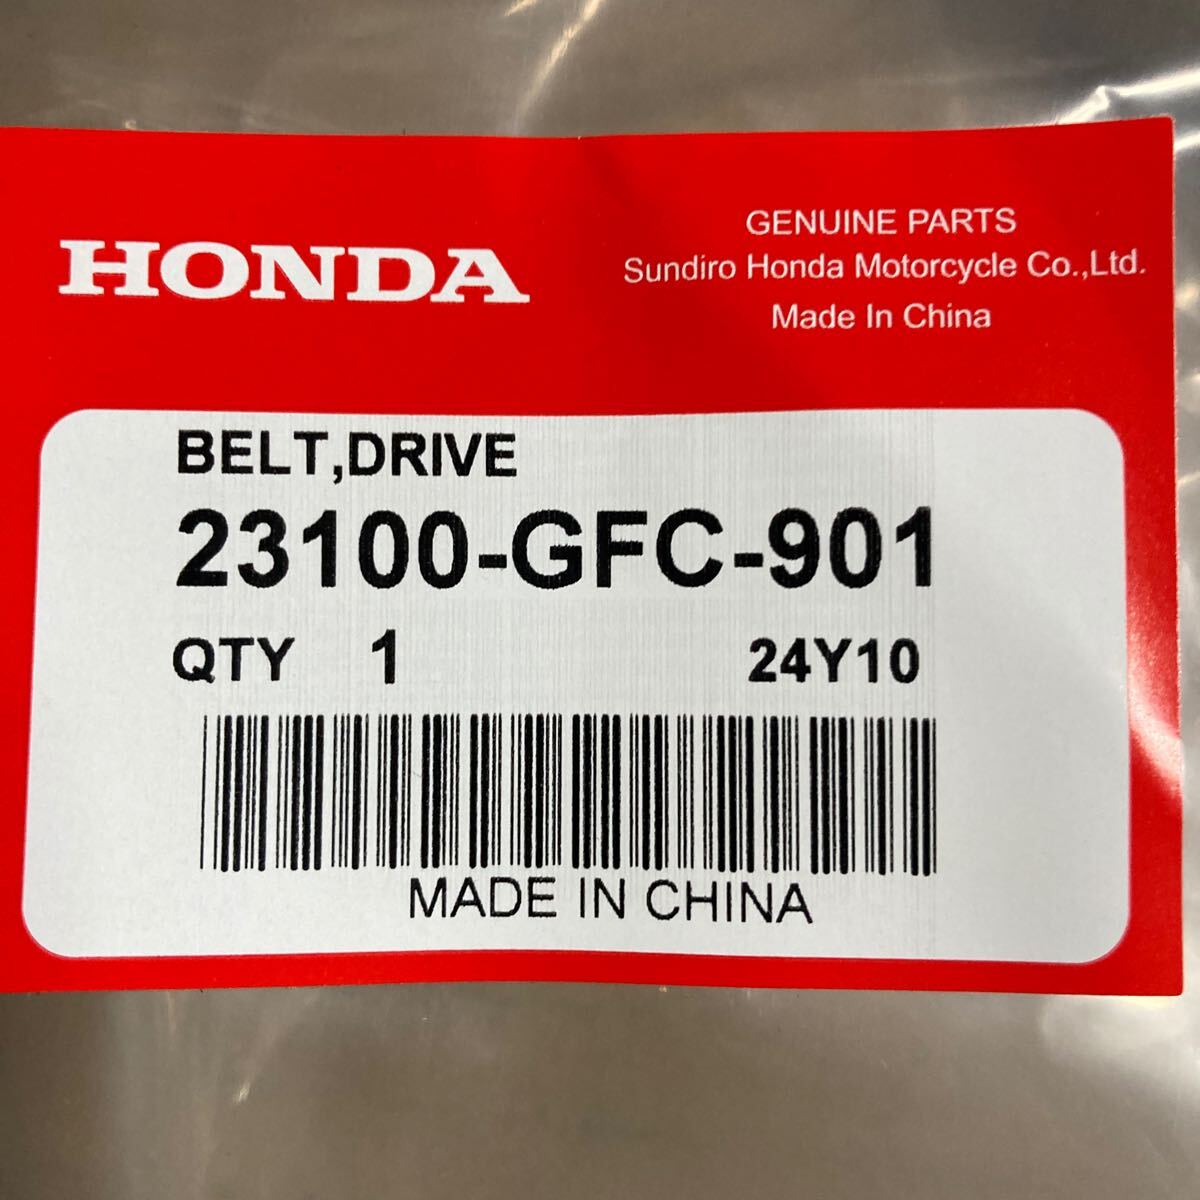 HONDA
GENUINE PARTS
Sundiro Honda Motorcycle Co.,Ltd.
Made In China
BELT,DRIVE
23100-GFC-901
QTY 1 24Y10
MADE IN CHINA